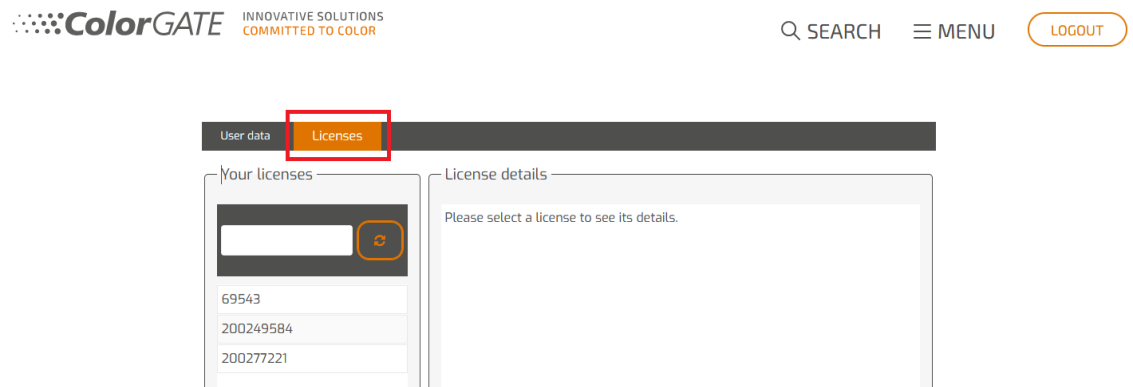 ColorGATE
INNOVATIVE SOLUTIONS
COMMITTED TO COLOR
SEARCH
MENU
LOGOUT
User data
Licenses
Your licenses
License details
Please select a license to see its details.
69543
200249584
200277221